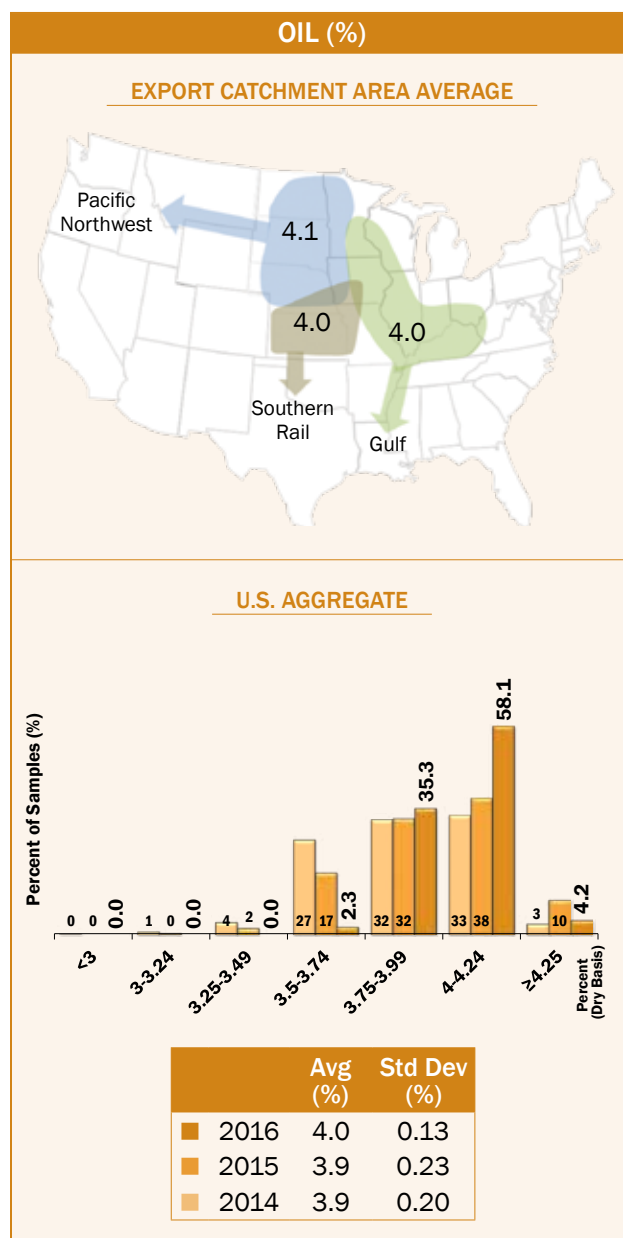 OIL (%)
EXPORT CATCHMENT AREA AVERAGE
Pacific
Northwest
4.1
4.0
4.0
Southern
Rail
Gulf
U.S. AGGREGATE
Percent of Samples (%)
0 0 0.0
1 0 0.0
4 2 0.0
27 17 2.3
32 32 35.3
33 38 58.1
3 10 4.2
<3 3-3.24 3.25-3.49 3.5-3.74 3.75-3.99 4-4.24 ≥4.25
Percent
(Dry Basis)
Avg Std Dev
(%) (%)
2016 4.0 0.13
2015 3.9 0.23
2014 3.9 0.20